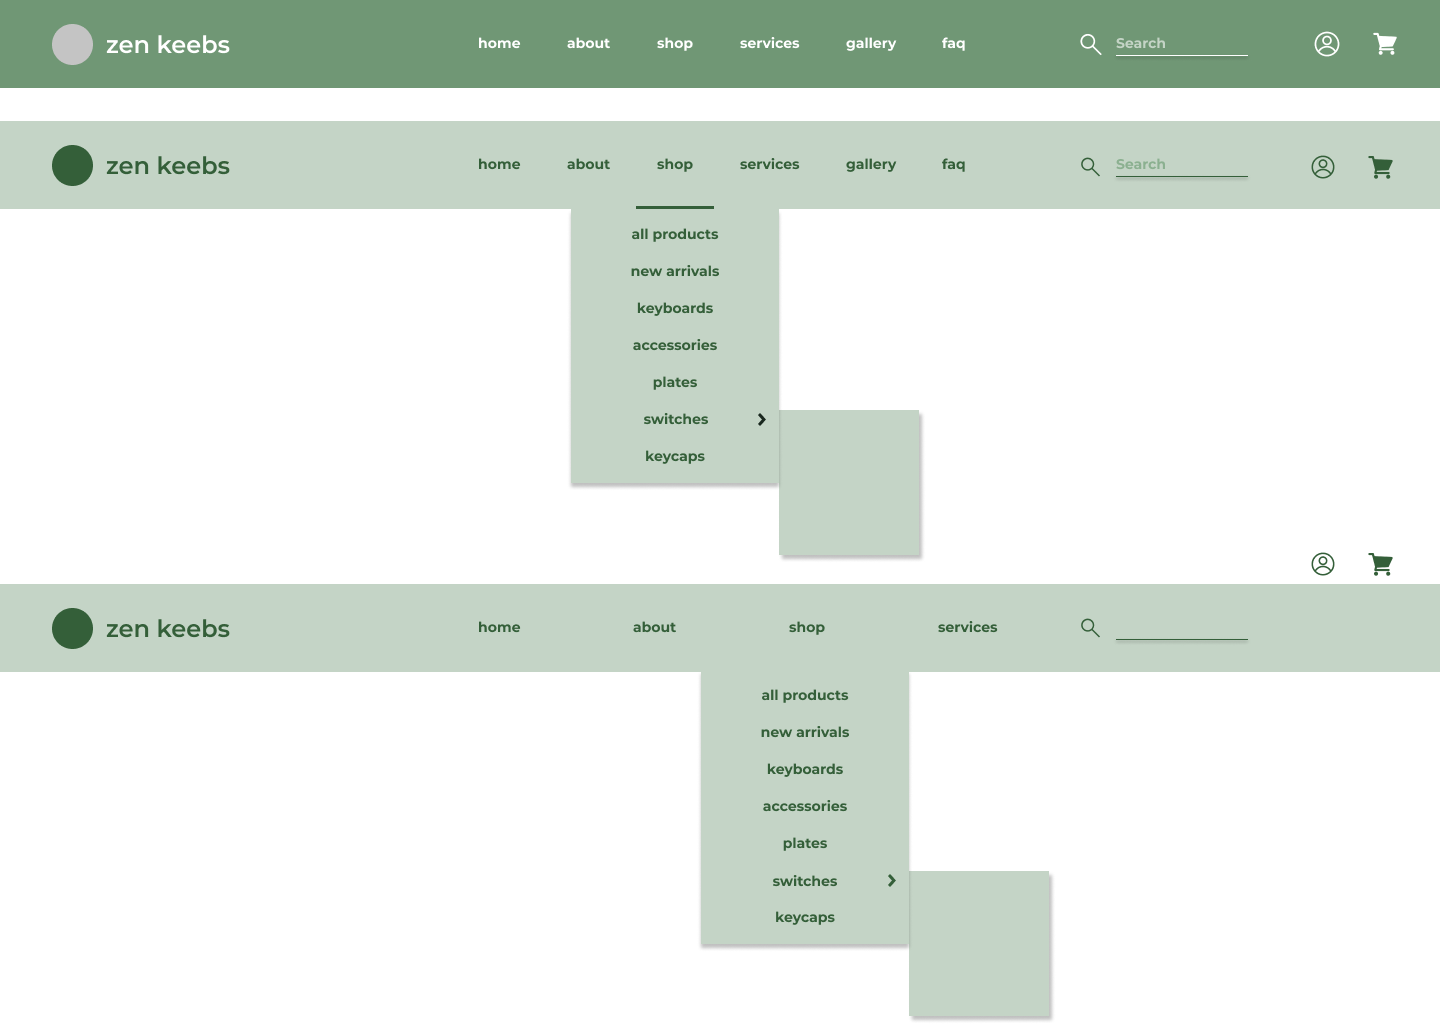 zen keebs home about shop services gallery faq Search
zen keebs home about shop services gallery faq Search
all products
new arrivals
keyboards
accessories
plates
switches
keycaps
zen keebs home about shop services
all products
new arrivals
keyboards
accessories
plates
switches
keycaps